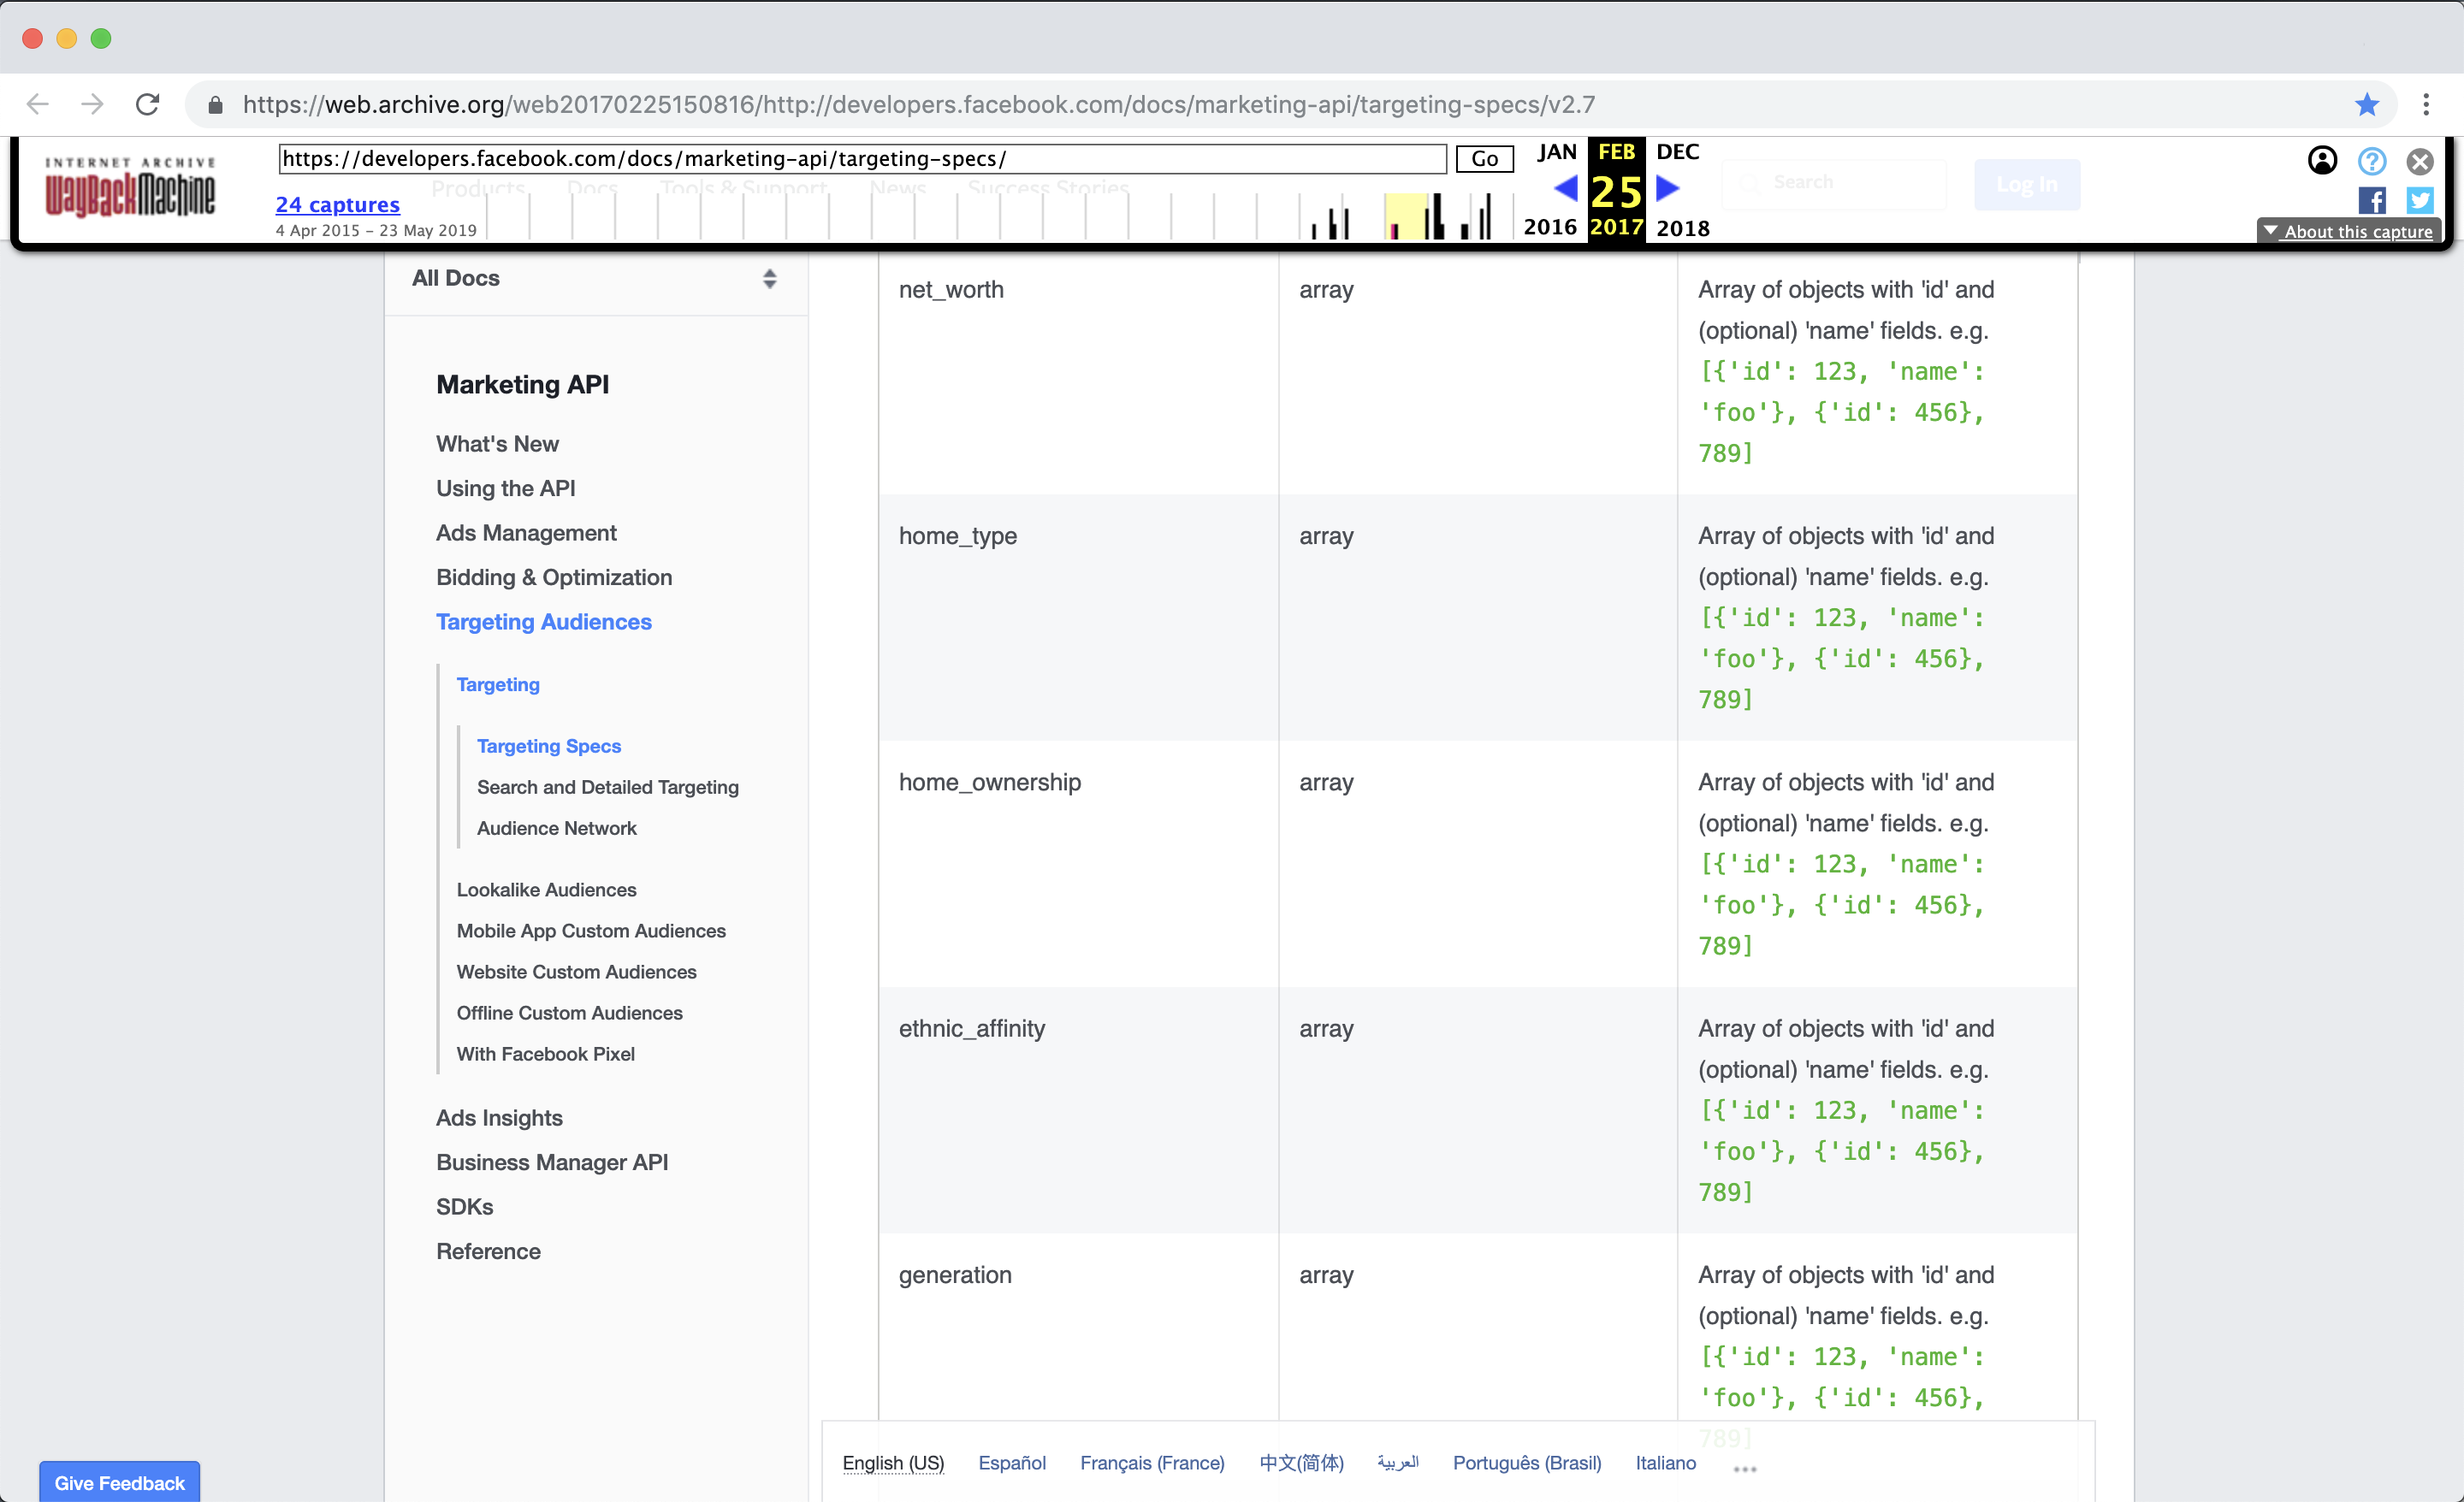 https://web.archive.org/web20170225150816/http://developers.facebook.com/docs/marketing-api/targeting-specs/v2.7
INTERNET ARCHIVE
WayBackMachine
https://developers.facebook.com/docs/marketing-api/targeting-specs/
Go
Products Docs Tools & Support News Success Stories
24 captures
4 Apr 2015 – 23 May 2019
JAN FEB DEC
25
2016 2017 2018
Search
Log In
About this capture
All Docs
Marketing API
What's New
Using the API
Ads Management
Bidding & Optimization
Targeting Audiences
Targeting
Targeting Specs
Search and Detailed Targeting
Audience Network
Lookalike Audiences
Mobile App Custom Audiences
Website Custom Audiences
Offline Custom Audiences
With Facebook Pixel
Ads Insights
Business Manager API
SDKs
Reference
Give Feedback
net_worth array Array of objects with 'id' and
(optional) 'name' fields. e.g.
[{'id': 123, 'name':
'foo'}, {'id': 456},
789]
home_type array Array of objects with 'id' and
(optional) 'name' fields. e.g.
[{'id': 123, 'name':
'foo'}, {'id': 456},
789]
home_ownership array Array of objects with 'id' and
(optional) 'name' fields. e.g.
[{'id': 123, 'name':
'foo'}, {'id': 456},
789]
ethnic_affinity array Array of objects with 'id' and
(optional) 'name' fields. e.g.
[{'id': 123, 'name':
'foo'}, {'id': 456},
789]
generation array Array of objects with 'id' and
(optional) 'name' fields. e.g.
[{'id': 123, 'name':
'foo'}, {'id': 456},
789]
English (US) Español Français (France) 中文(简体) العربية Português (Brasil) Italiano ...